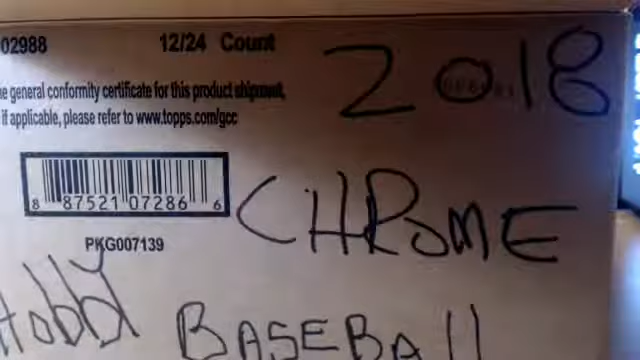 02988 12/24 Count
e general conformity certificate for this product shipment,
if applicable, please refer to www.topps.com/gcc
2018
8 87521 07286 6
CHROME
PKG007139
Hobby
BASEBALL